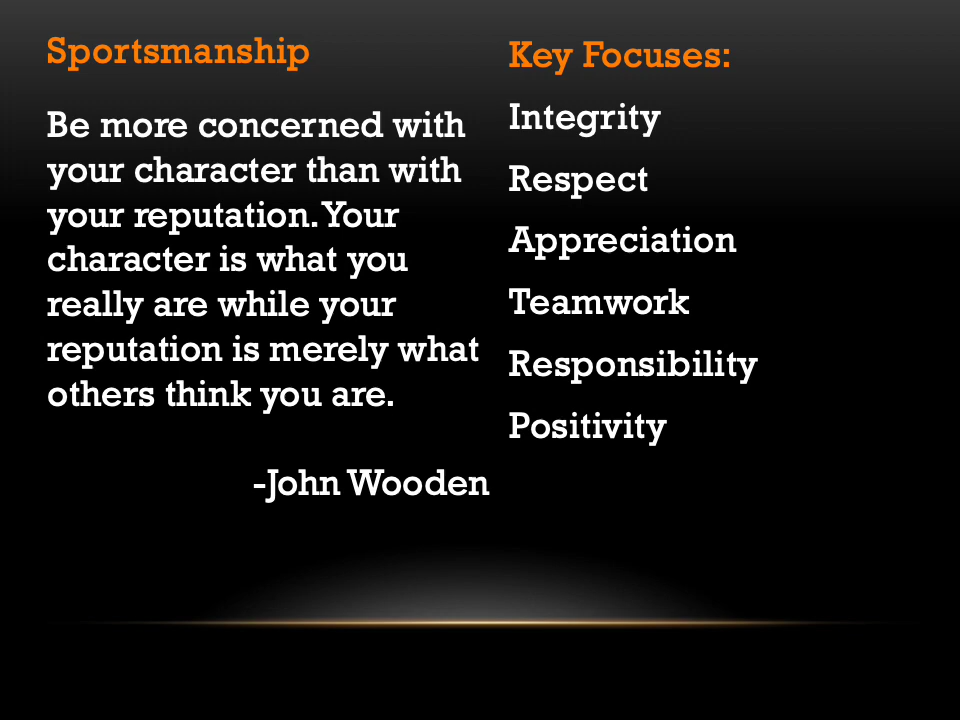 Sportsmanship
Be more concerned with
your character than with
your reputation. Your
character is what you
really are while your
reputation is merely what
others think you are.
-John Wooden
Key Focuses:
Integrity
Respect
Appreciation
Teamwork
Responsibility
Positivity